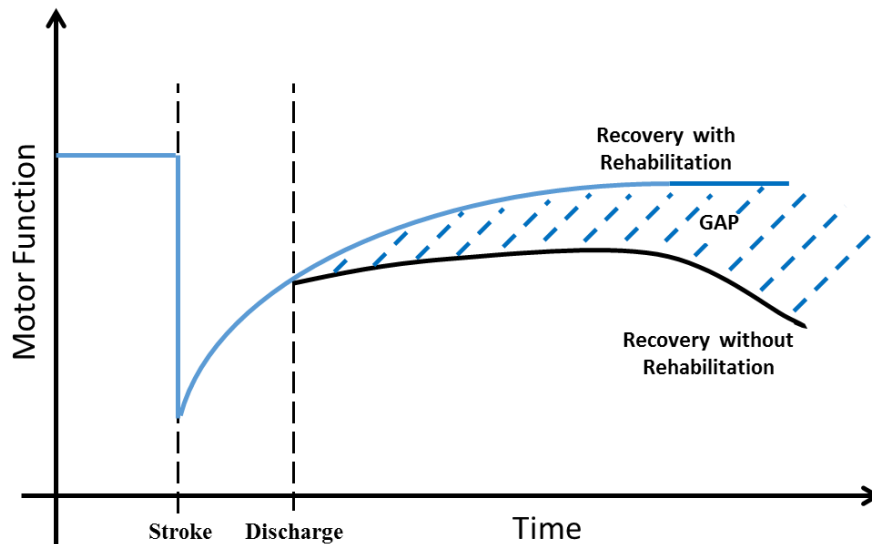 Motor Function
Recovery with
Rehabilitation
GAP
Recovery without
Rehabilitation
Stroke
Discharge
Time